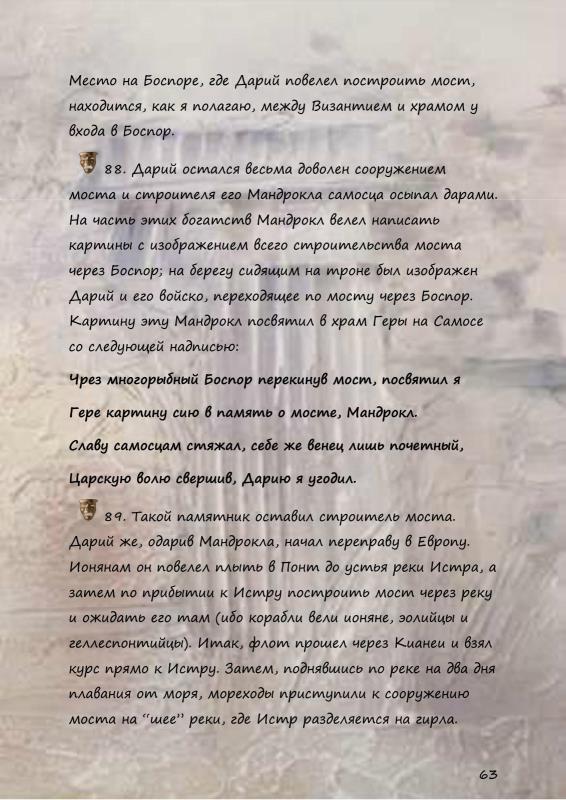 Место на Боспоре, где Дарий повелел построить мост,
находится, как я полагаю, между Византием и храмом у
входа в Боспор.
88. Дарий остался весьма доволен сооружением
моста и строителя его Мандрокла самосца осыпал дарами.
На часть этих богатств Мандрокл велел написать
картины с изображением всего строительства моста
через Боспор; на берегу сидящим на троне был изображен
Дарий и его войско, переходящее по мосту через Боспор.
Картину эту Мандрокл посвятил в храм Геры на Самосе
со следующей надписью:
Чрез многорыбный Боспор перекинув мост, посвятил я
Гере картину сию в память о мосте, Мандрокл.
Славу самосцам стяжал, себе же венец лишь почетный,
Царскую волю свершив, Дарию я угодил.
89. Такой памятник оставил строитель моста.
Дарий же, одарив Мандрокла, начал переправу в Европу.
Ионянам он повелел плыть в Понт до устья реки Истра, а
затем по прибытии к Истру построить мост через реку
и ожидать его там (ибо корабли вели ионяне, эолийцы и
геллеспонтийцы). Итак, флот прошел через Кианеи и взял
курс прямо к Истру. Затем, поднявшись по реке на два дня
плавания от моря, мореходы приступили к сооружению
моста на “шее” реки, где Истр разделяется на гирла.
63